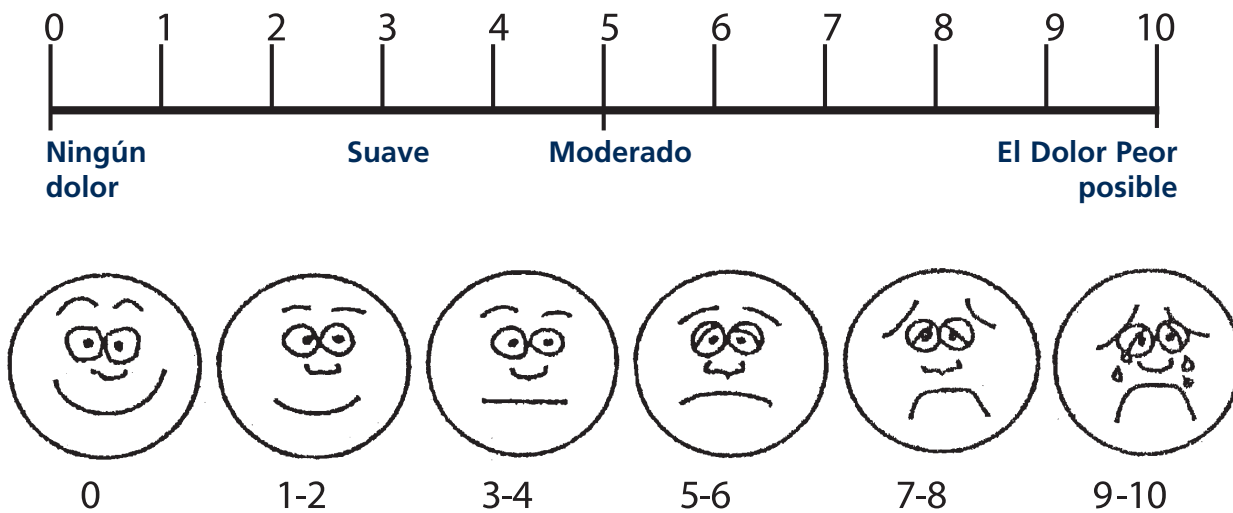 0 1 2 3 4 5 6 7 8 9 10
Ningún Suave Moderado El Dolor Peor
dolor posible
0 1-2 3-4 5-6 7-8 9-10